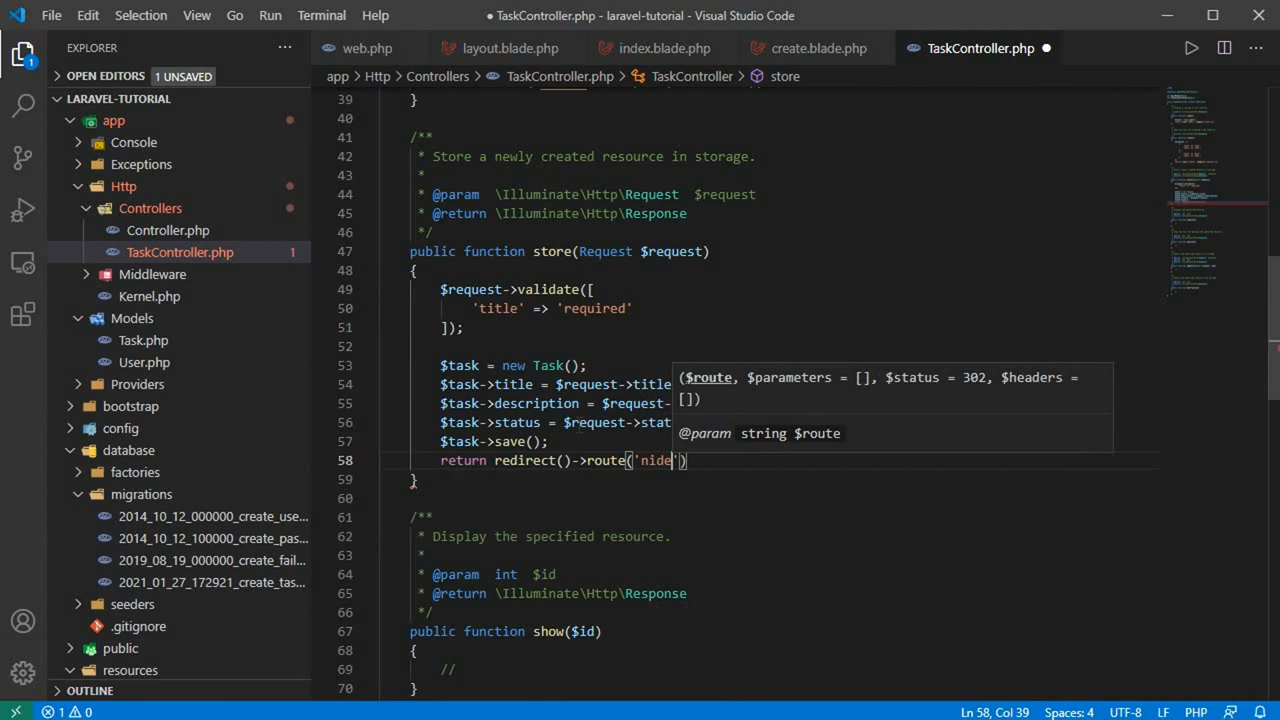 File Edit Selection View Go Run Terminal Help
● TaskController.php - laravel-tutorial - Visual Studio Code
EXPLORER
OPEN EDITORS 1 UNSAVED
LARAVEL-TUTORIAL
app
Console
Exceptions
Http
Controllers
Controller.php
TaskController.php 1
Middleware
Kernel.php
Models
Task.php
User.php
Providers
bootstrap
config
database
factories
migrations
2014_10_12_000000_create_use...
2014_10_12_100000_create_pas...
2019_08_19_000000_create_fail...
2021_01_27_172921_create_tas...
seeders
.gitignore
public
resources
OUTLINE
1
web.php layout.blade.php index.blade.php create.blade.php TaskController.php
app > Http > Controllers > TaskController.php > TaskController > store
39 }
40
41 /**
42 * Store a newly created resource in storage.
43 *
44 * @param \Illuminate\Http\Request $request
45 * @return \Illuminate\Http\Response
46 */
47 public function store(Request $request)
48 {
49 $request->validate([
50 'title' => 'required'
51 ]);
52
53 $task = new Task();
54 $task->title = $request->title
55 $task->description = $request-
56 $task->status = $request->stat
57 $task->save();
58 return redirect()->route('nide')
59 }
60
61 /**
62 * Display the specified resource.
63 *
64 * @param int $id
65 * @return \Illuminate\Http\Response
66 */
67 public function show($id)
68 {
69 //
70 }
($route, $parameters = [], $status = 302, $headers =
[])
@param string $route
1 0 Ln 58, Col 39 Spaces: 4 UTF-8 LF PHP